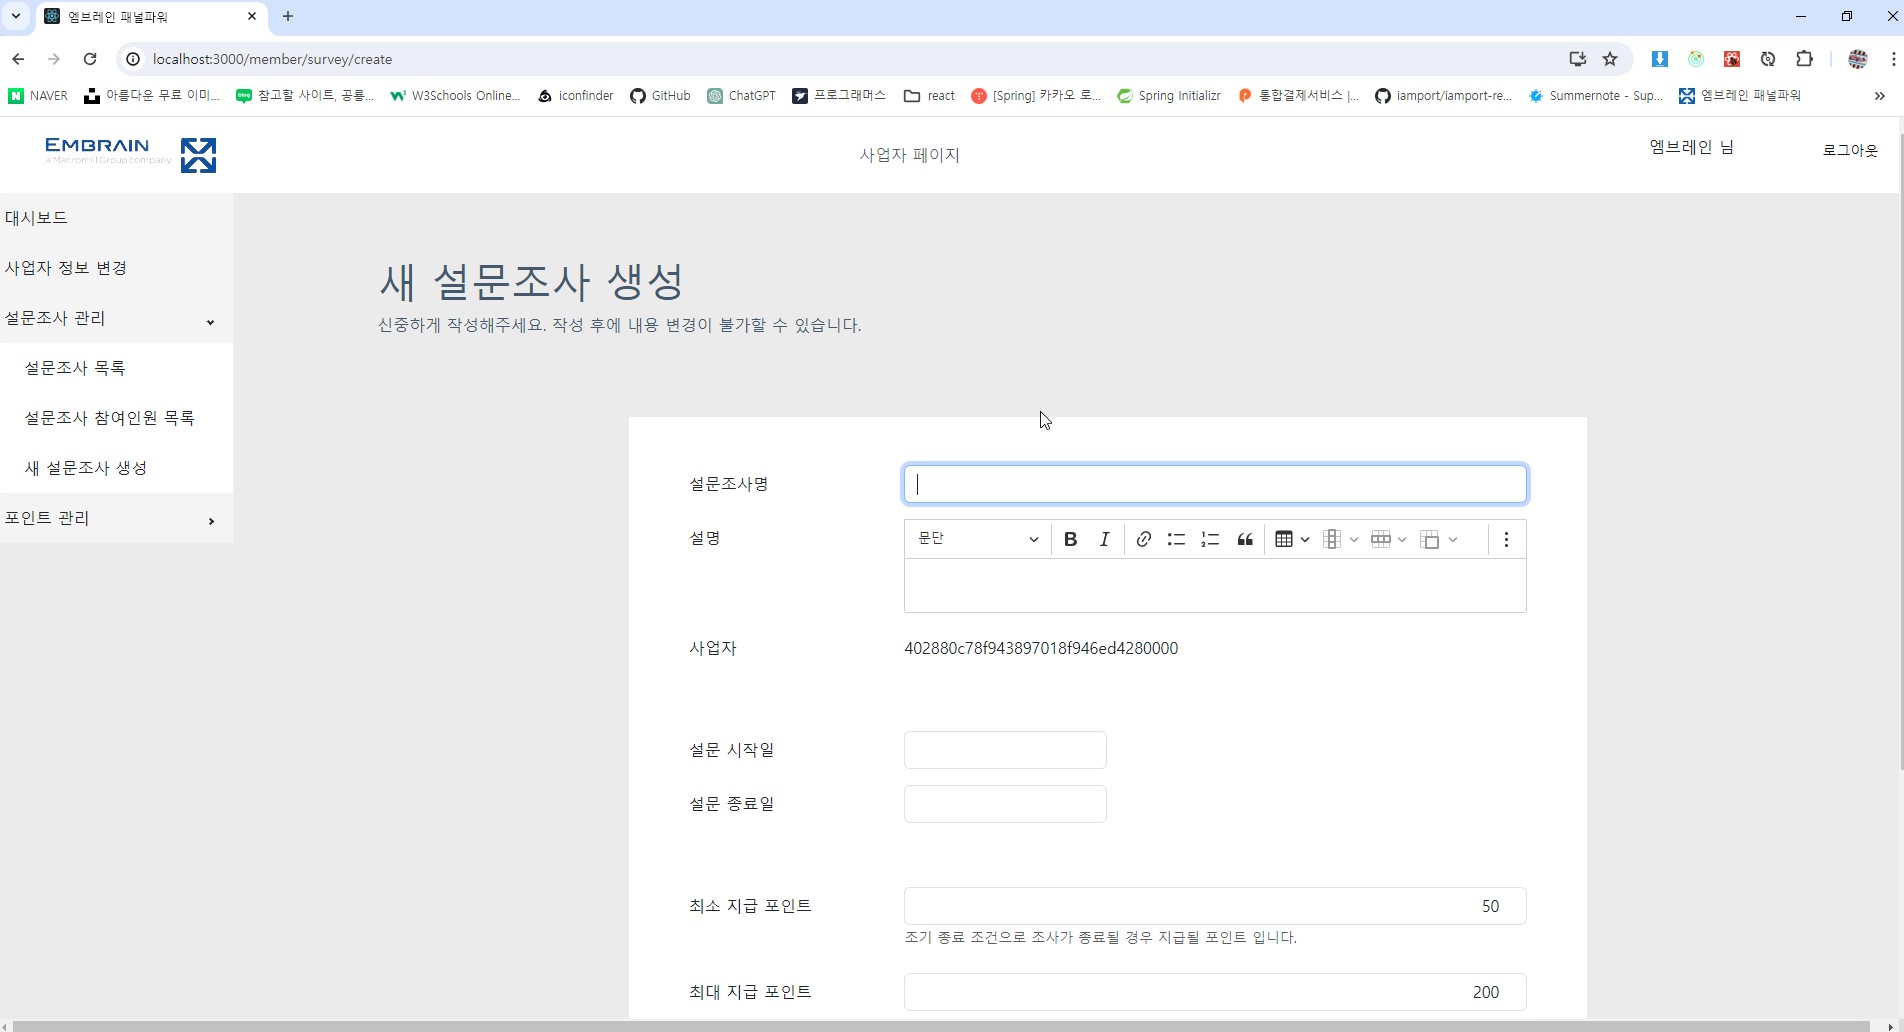 엠브레인 패널파워
localhost:3000/member/survey/create
NAVER 아름다운 무료 이미... 참고할 사이트, 공룡... W3Schools Online... iconfinder GitHub ChatGPT 프로그래머스 react [Spring] 카카오 로... Spring Initializr 통합결제서비스 |... iamport/iamport-re... Summernote - Sup... 엠브레인 패널파워
EMBRAIN
a Macromill Group company
사업자 페이지
엠브레인 님
로그아웃
대시보드
사업자 정보 변경
설문조사 관리
설문조사 목록
설문조사 참여인원 목록
새 설문조사 생성
포인트 관리
새 설문조사 생성
신중하게 작성해주세요. 작성 후에 내용 변경이 불가할 수 있습니다.
설문조사명
설명
문단 B I
사업자 402880c78f943897018f946ed4280000
설문 시작일
설문 종료일
최소 지급 포인트 50
조기 종료 조건으로 조사가 종료될 경우 지급될 포인트 입니다.
최대 지급 포인트 200